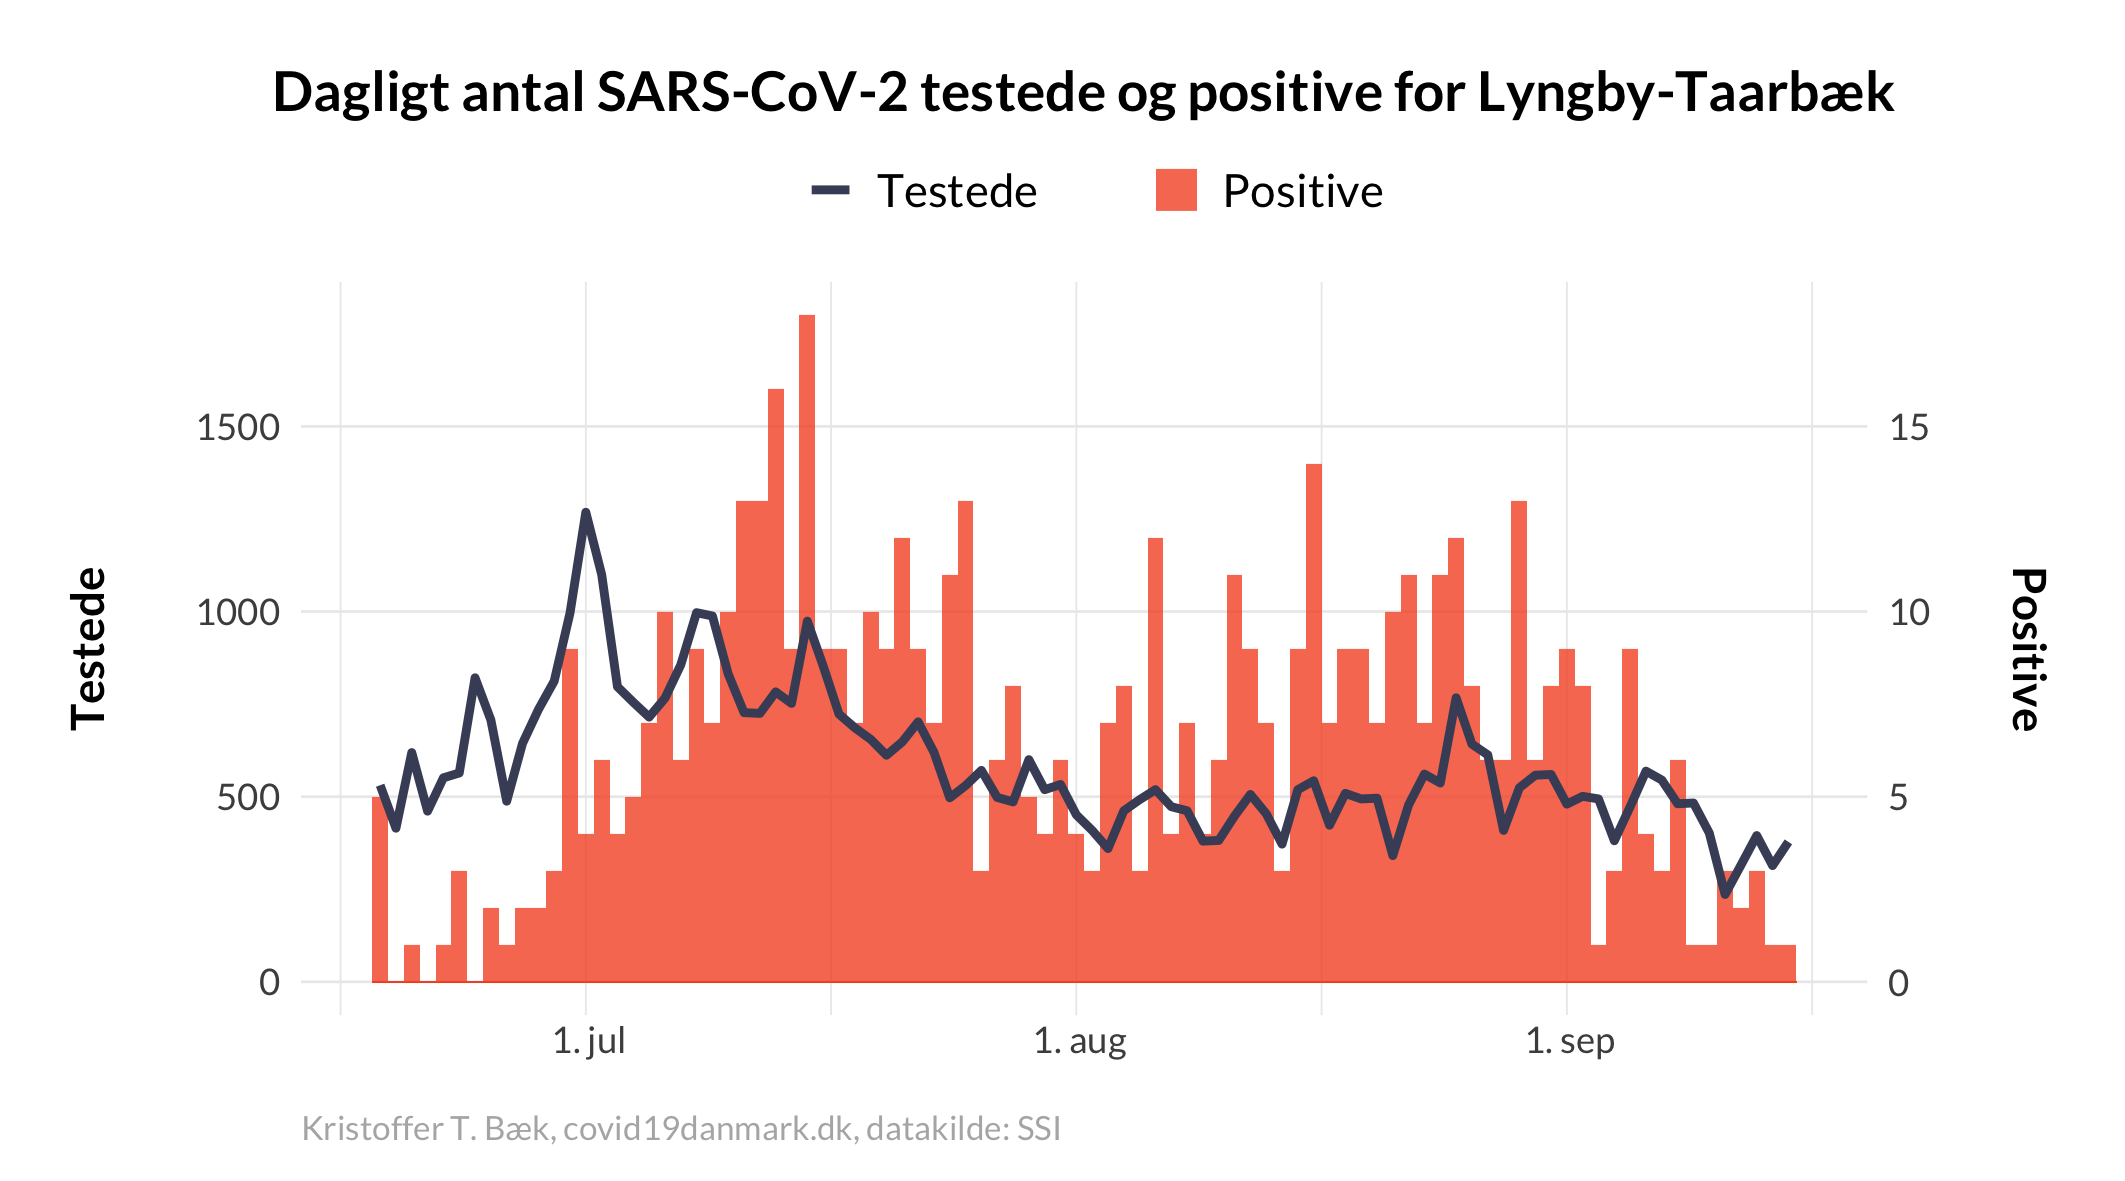 Dagligt antal SARS-CoV-2 testede og positive for Lyngby-Taarbæk
Testede
Positive
Testede
1500
1000
500
0
15
10
5
0
Positive
1. jul
1. aug
1. sep
Kristoffer T. Bæk, covid19danmark.dk, datakilde: SSI